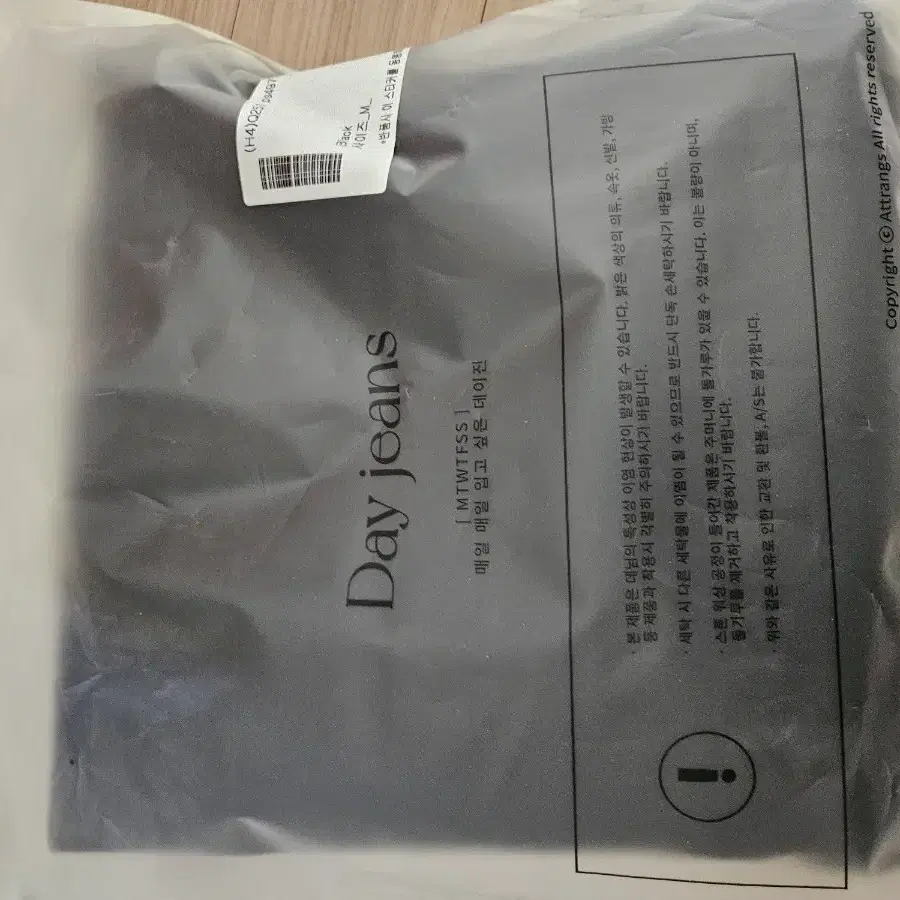 Day jeans
[ MTWTFSS ]
매일 매일 입고 싶은 데이진
· 본 제품은 데님의 특성상 이염 현상이 발생할 수 있습니다. 밝은 색상의 의류, 속옷, 신발, 가방
등 제품과 착용시 각별히 주의하시기 바랍니다.
· 세탁 시 다른 세탁물에 이염이 될 수 있으므로 반드시 단독 손세탁하시기 바랍니다.
· 스톤 워싱 공정이 들어간 제품은 주머니에 돌가루가 있을 수 있습니다. 이는 불량이 아니며,
돌가루를 제거하고 착용하시기 바랍니다.
· 위와 같은 사유로 인한 교환 및 환불, A/S는 불가합니다.
Copyright ⓒ Attrangs All rights reserved
Black
사이즈:_M_
*반품시 이 스티커를